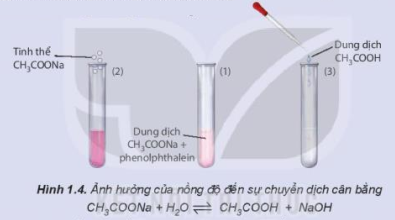 Tinh thể
CH₃COONa
(2)
(1)
Dung dịch
CH₃COOH
(3)
Dung dịch
CH₃COONa +
phenolphthalein
Hình 1.4. Ảnh hưởng của nồng độ đến sự chuyển dịch cân bằng
CH₃COONa + H₂O ⇌ CH₃COOH + NaOH